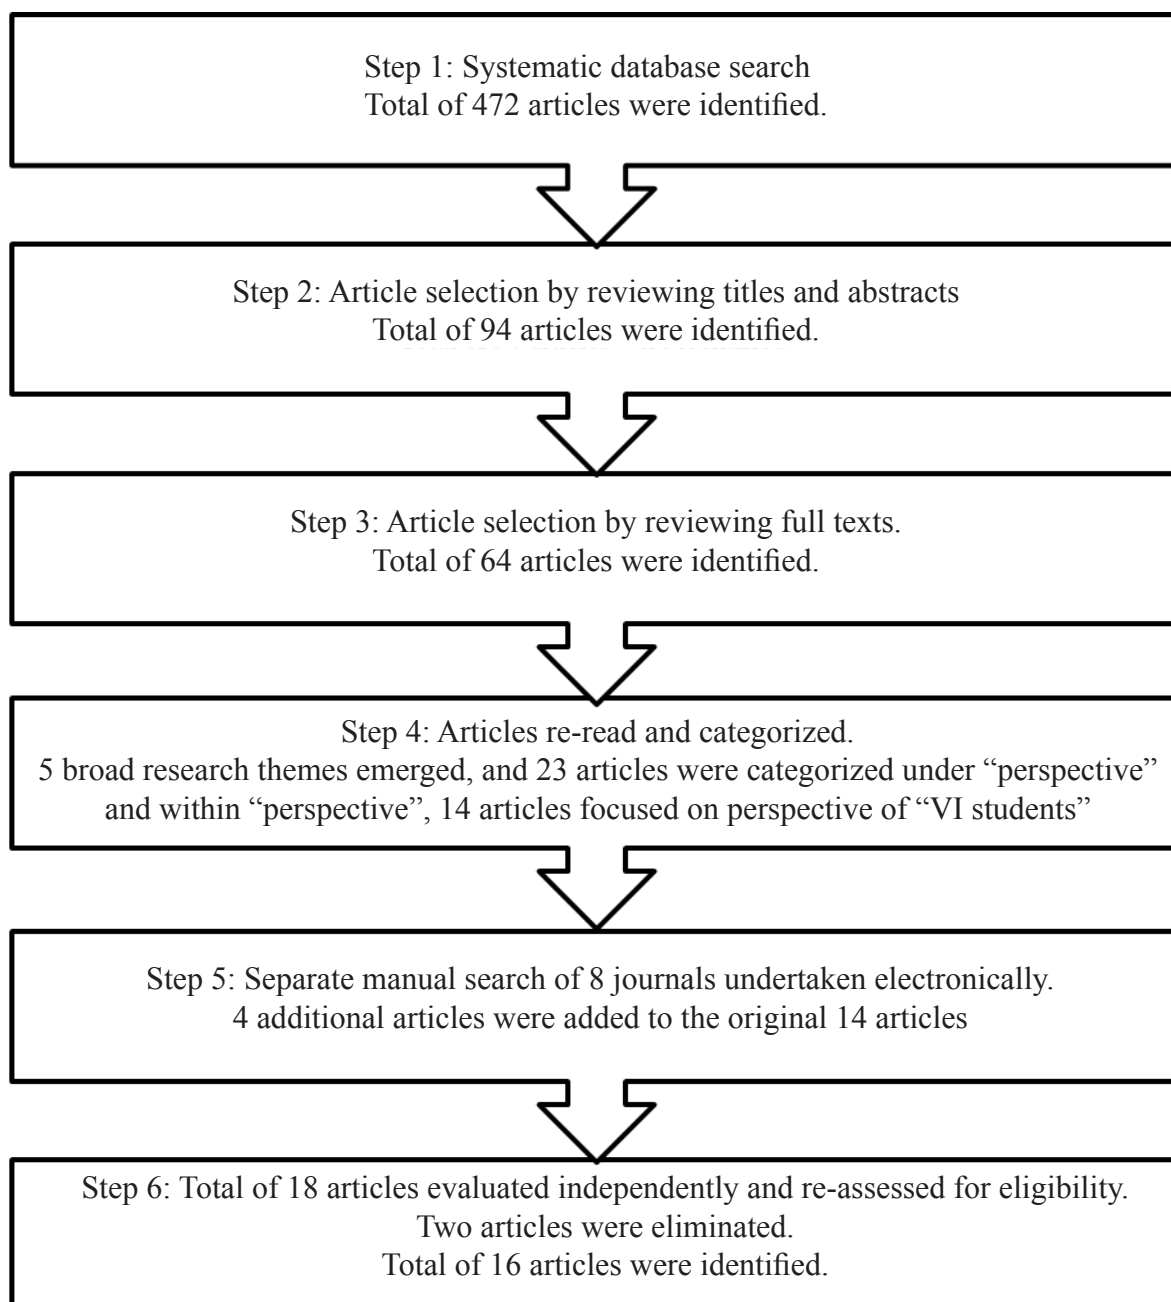 Step 1: Systematic database search
Total of 472 articles were identified.
Step 2: Article selection by reviewing titles and abstracts
Total of 94 articles were identified.
Step 3: Article selection by reviewing full texts.
Total of 64 articles were identified.
Step 4: Articles re-read and categorized.
5 broad research themes emerged, and 23 articles were categorized under “perspective”
and within “perspective”, 14 articles focused on perspective of “VI students”
Step 5: Separate manual search of 8 journals undertaken electronically.
4 additional articles were added to the original 14 articles
Step 6: Total of 18 articles evaluated independently and re-assessed for eligibility.
Two articles were eliminated.
Total of 16 articles were identified.